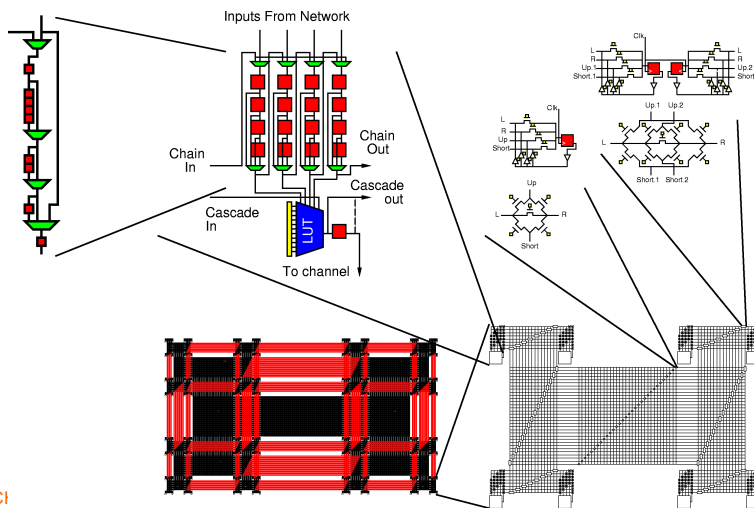 Inputs From Network
Chain
In
Chain
Out
Cascade
In
Cascade
out
LUT
To channel
Clk
L
R
Up
Short
Up
L
R
Short
Clk
L
R
Up.1
Short.1
L
R
Up.2
Short
Up.1
Up.2
L
R
Short.1
Short.2